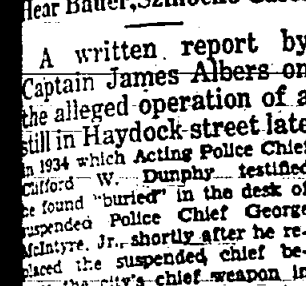 Hear Bauer,
A written report by
Captain James Albers on
the alleged operation of a
still in Haydock street late
in 1934 which Acting Police Chief
Clifford W. Dunphy testified
he found "buried" in the desk of
suspended Police Chief George
McIntyre, Jr., shortly after he re-
placed the suspended chief be-
the city's chief weapon in